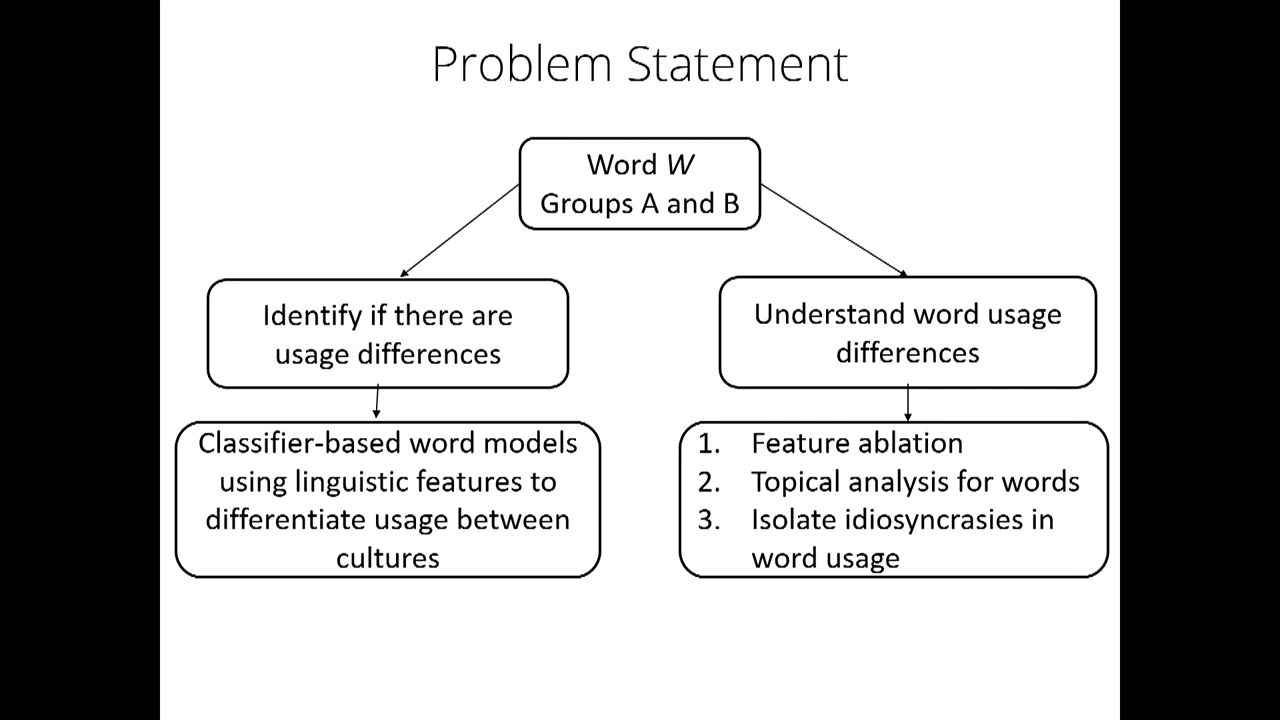 Problem Statement
Word W
Groups A and B
Identify if there are
usage differences
Understand word usage
differences
Classifier-based word models
using linguistic features to
differentiate usage between
cultures
1. Feature ablation
2. Topical analysis for words
3. Isolate idiosyncrasies in
word usage